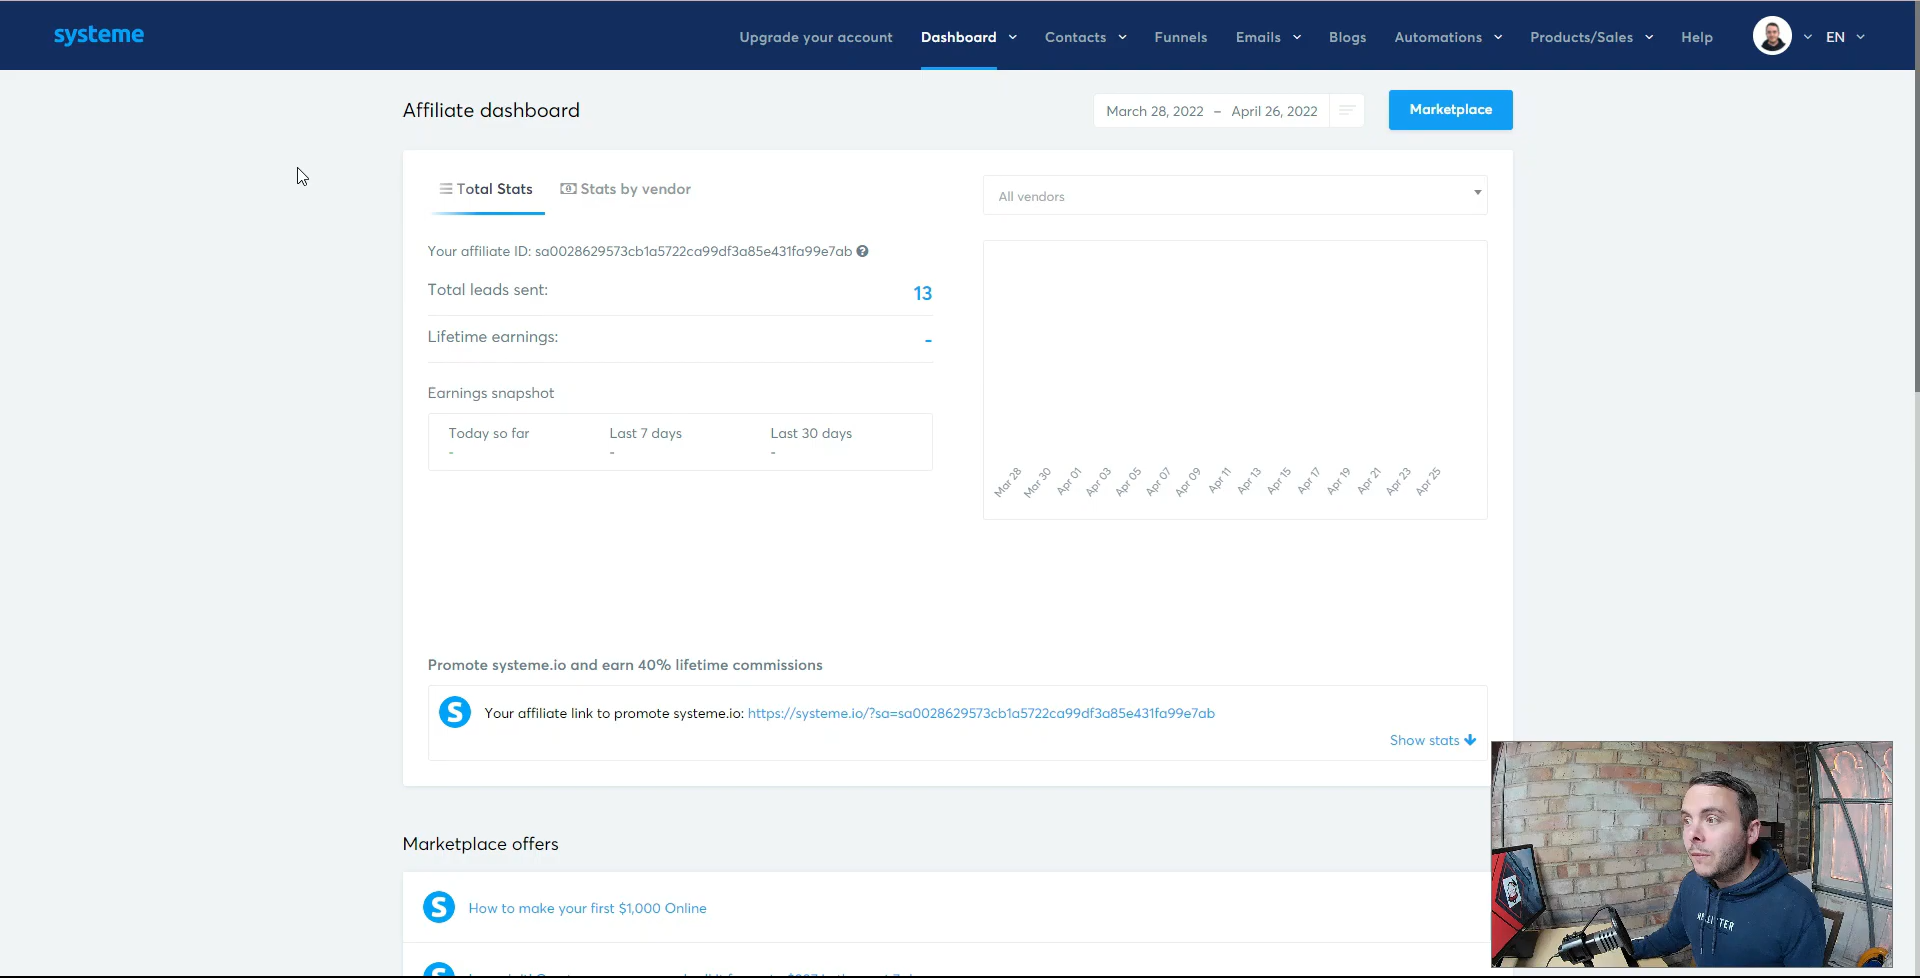 systeme
Upgrade your account Dashboard Contacts Funnels Emails Blogs Automations Products/Sales Help EN
Affiliate dashboard
March 28, 2022 – April 26, 2022
Marketplace
Total Stats Stats by vendor
All vendors
Your affiliate ID: sa0028629573cb1a5722ca99df3a85e431fa99e7ab
Total leads sent: 13
Lifetime earnings: -
Earnings snapshot
Today so far Last 7 days Last 30 days
- - -
Mar 28 Mar 30 Apr 01 Apr 03 Apr 05 Apr 07 Apr 09 Apr 11 Apr 13 Apr 15 Apr 17 Apr 19 Apr 21 Apr 23 Apr 25
Promote systeme.io and earn 40% lifetime commissions
S Your affiliate link to promote systeme.io: https://systeme.io/?sa=sa0028629573cb1a5722ca99df3a85e431fa99e7ab
Show stats
Marketplace offers
S How to make your first $1,000 Online